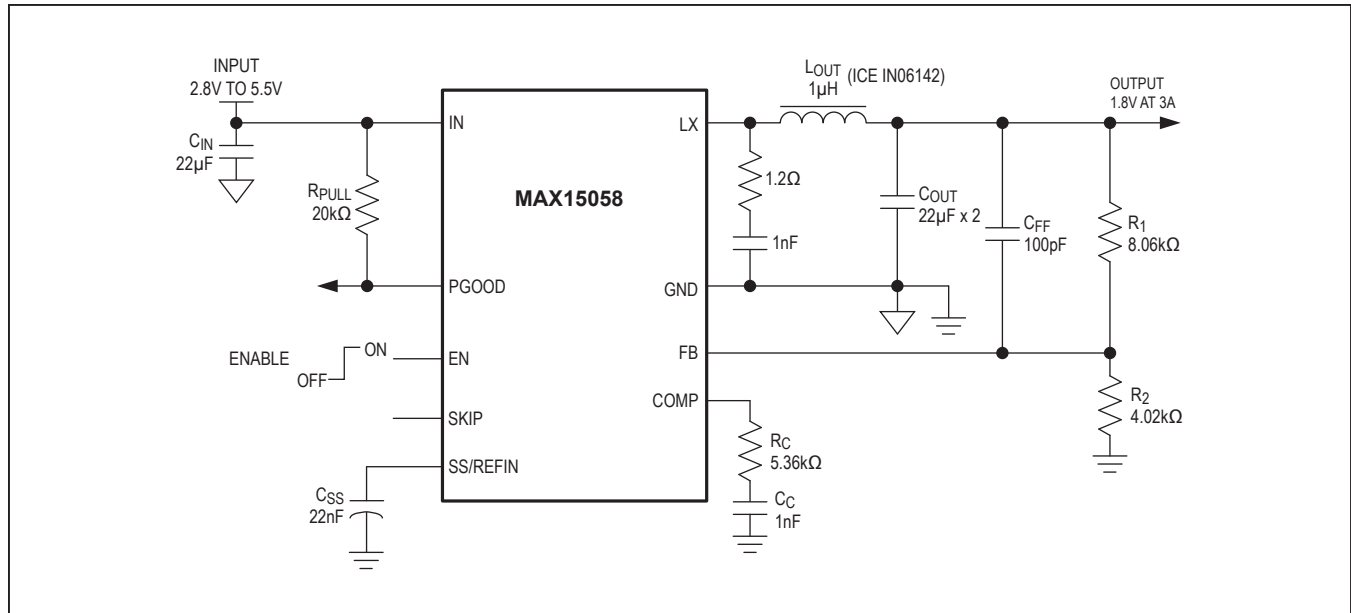 INPUT
2.8V TO 5.5V
CIN
22µF
RPULL
20kΩ
IN
PGOOD
ENABLE
OFF
ON
EN
SKIP
SS/REFIN
CSS
22nF
MAX15058
LX
GND
FB
COMP
LOUT (ICE IN06142)
1µH
1.2Ω
1nF
COUT
22µF x 2
CFF
100pF
OUTPUT
1.8V AT 3A
R1
8.06kΩ
R2
4.02kΩ
RC
5.36kΩ
CC
1nF